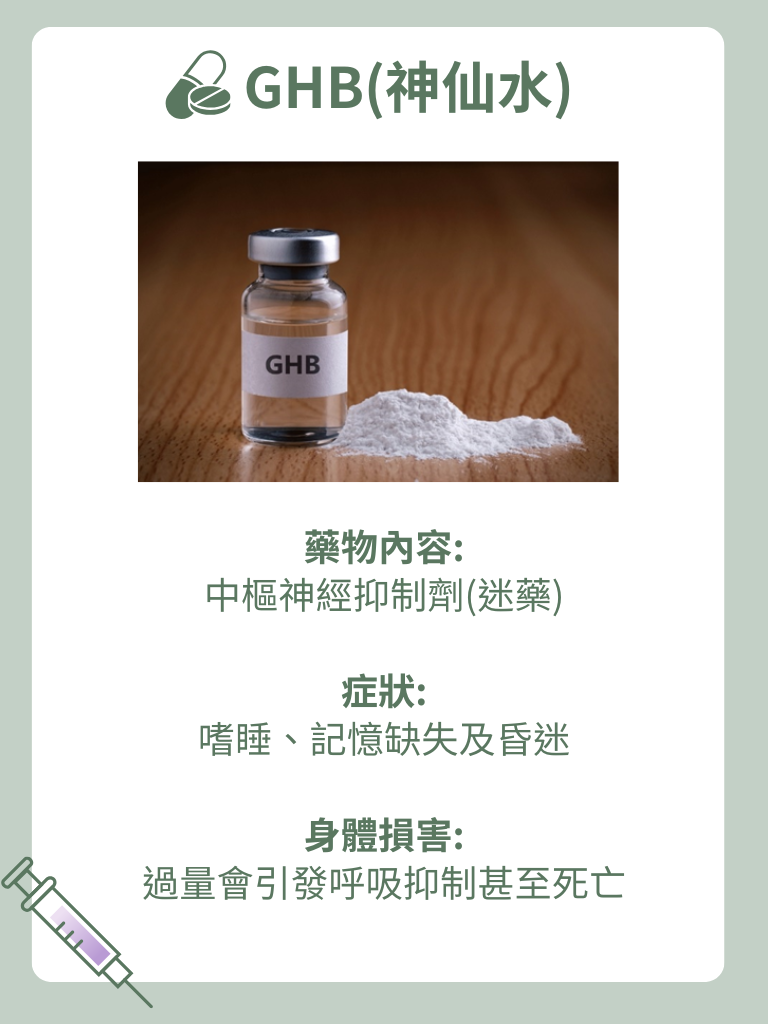 GHB(神仙水)
GHB
藥物內容:
中樞神經抑制劑(迷藥)
症狀:
嗜睡、記憶缺失及昏迷
身體損害:
過量會引發呼吸抑制甚至死亡